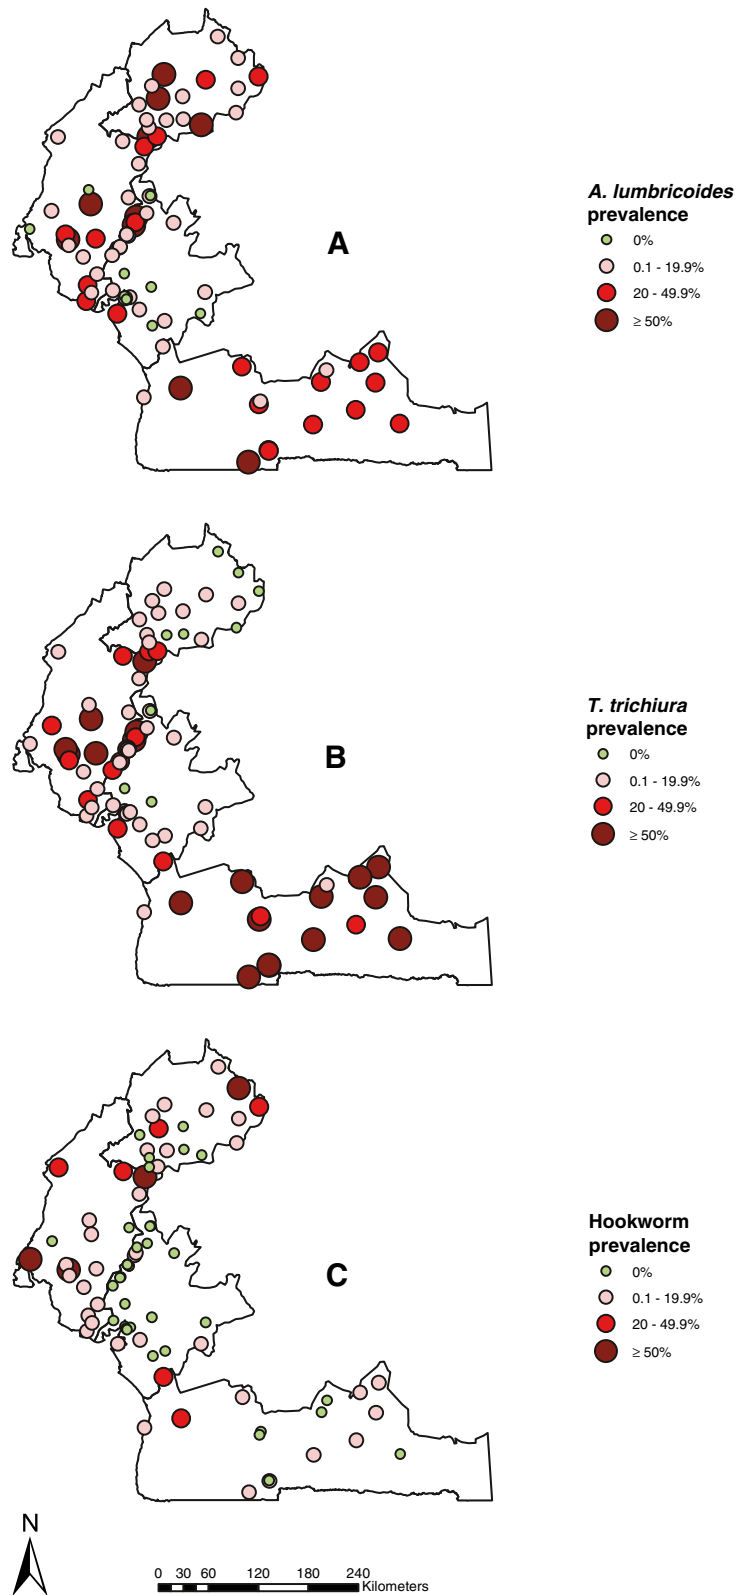 A
A. lumbricoides
prevalence
0%
0.1 - 19.9%
20 - 49.9%
≥ 50%
B
T. trichiura
prevalence
0%
0.1 - 19.9%
20 - 49.9%
≥ 50%
C
Hookworm
prevalence
0%
0.1 - 19.9%
20 - 49.9%
≥ 50%
N
0 30 60 120 180 240
Kilometers